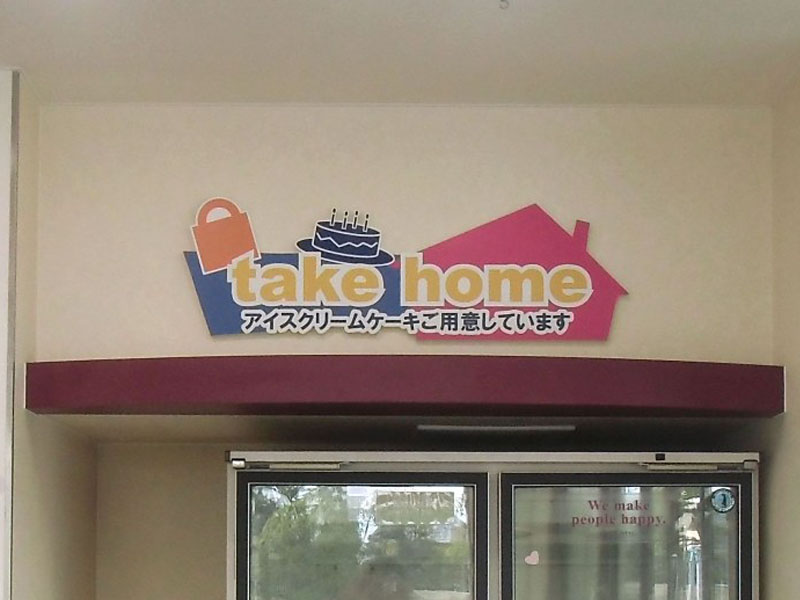 take home
アイスクリームケーキご用意しています
We make
people happy.